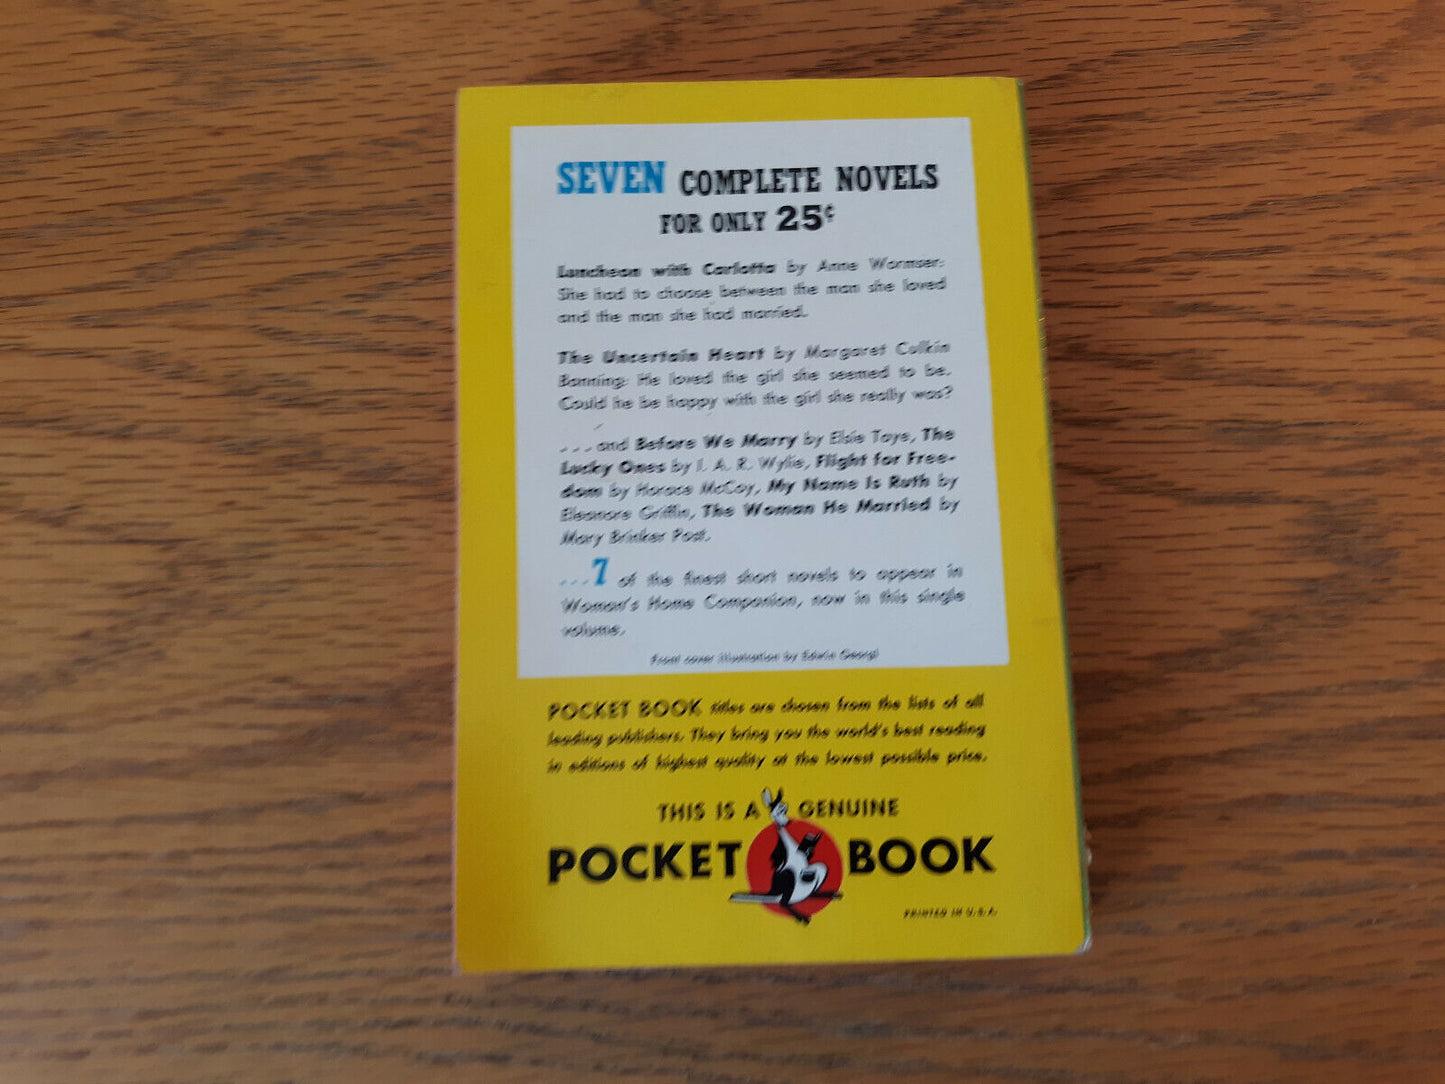 SEVEN COMPLETE NOVELS
FOR ONLY 25¢
Luncheon with Carlotta by Anne Wormser:
She had to choose between the man she loved
and the man she had married.
The Uncertain Heart by Margaret Culkin
Banning: He loved the girl she seemed to be.
Could he be happy with the girl she really was?
...and Before We Marry by Elsie Taye, The
Lucky Ones by I. A. R. Wylie, Flight for Free-
dom by Horace McCoy, My Name Is Ruth by
Eleanore Griffin, The Woman He Married by
Mary Brinker Post.
...7 of the finest short novels to appear in
Woman's Home Companion, now in this single
volume.
Front cover illustration by Edwin Georgi
POCKET BOOK titles are chosen from the lists of all
leading publishers. They bring you the world's best reading
in editions of highest quality at the lowest possible price.
THIS IS A GENUINE
POCKET BOOK
PRINTED IN U.S.A.